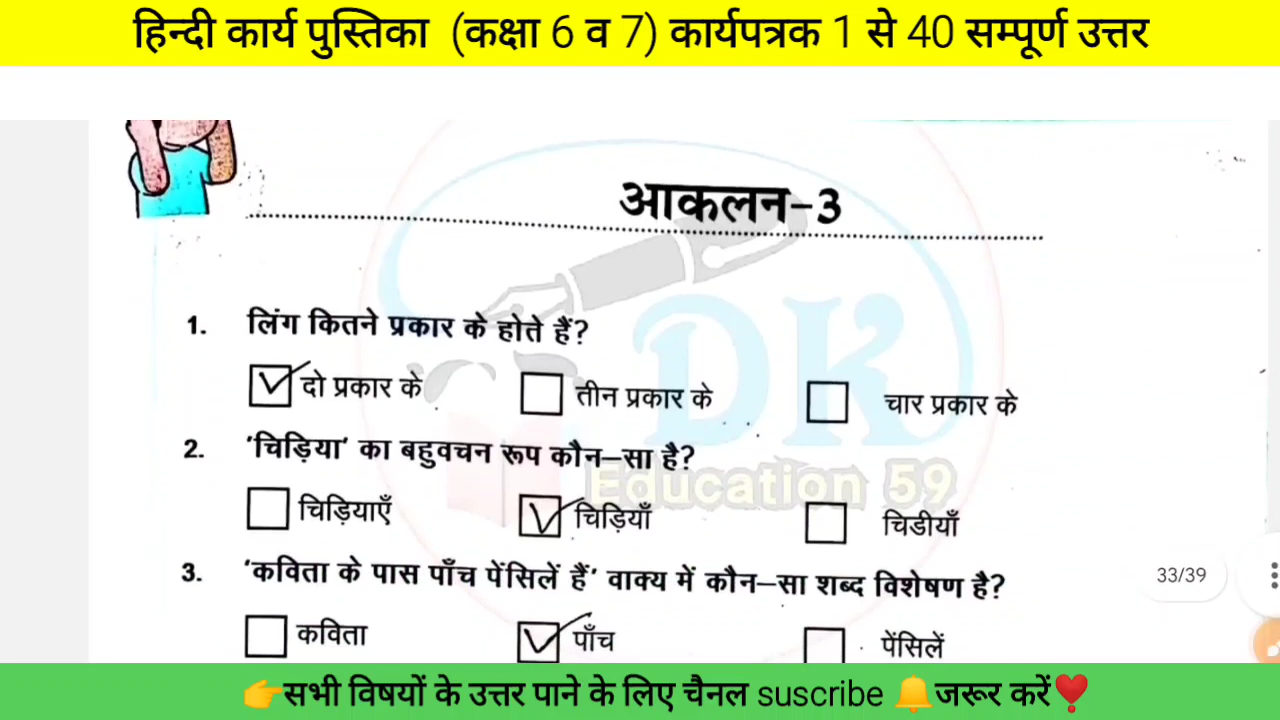 हिन्दी कार्य पुस्तिका (कक्षा 6 व 7) कार्यपत्रक 1 से 40 सम्पूर्ण उत्तर
आकलन-3
1. लिंग कितने प्रकार के होते हैं?
दो प्रकार के तीन प्रकार के चार प्रकार के
2. 'चिड़िया' का बहुवचन रूप कौन-सा है?
चिड़ियाएँ चिड़ियाँ चिडीयाँ
DK
Education 59
3. 'कविता के पास पाँच पेंसिलें हैं' वाक्य में कौन-सा शब्द विशेषण है?
33/39
कविता पाँच पेंसिलें
👉सभी विषयों के उत्तर पाने के लिए चैनल suscribe 🔔जरूर करें❣️